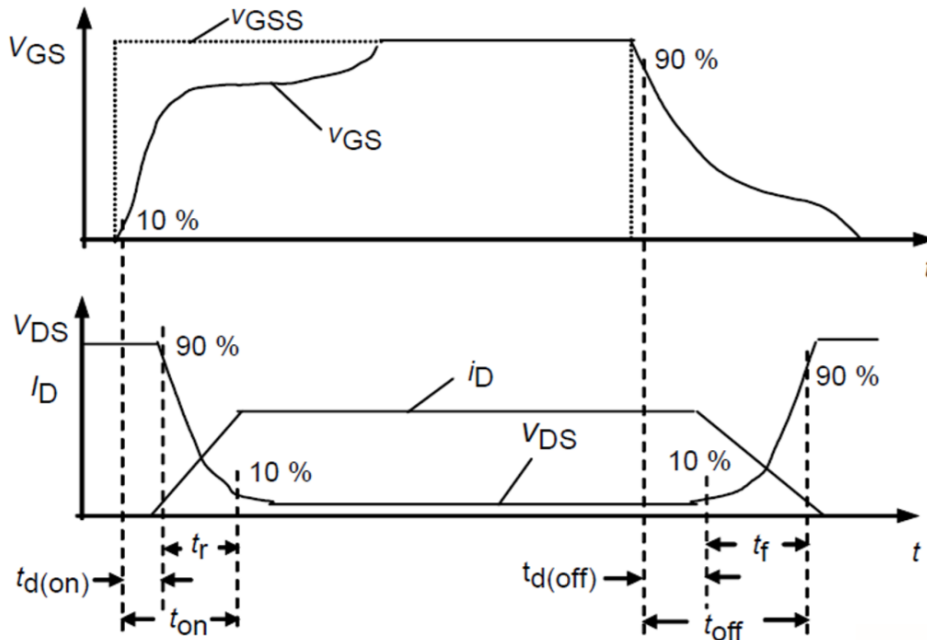 vGSS
VGS
90 %
vGS
10 %
t
VDS
90 %
ID
iD
90 %
VDS
10 %
10 %
tr
tf
t
td(on)
td(off)
ton
toff